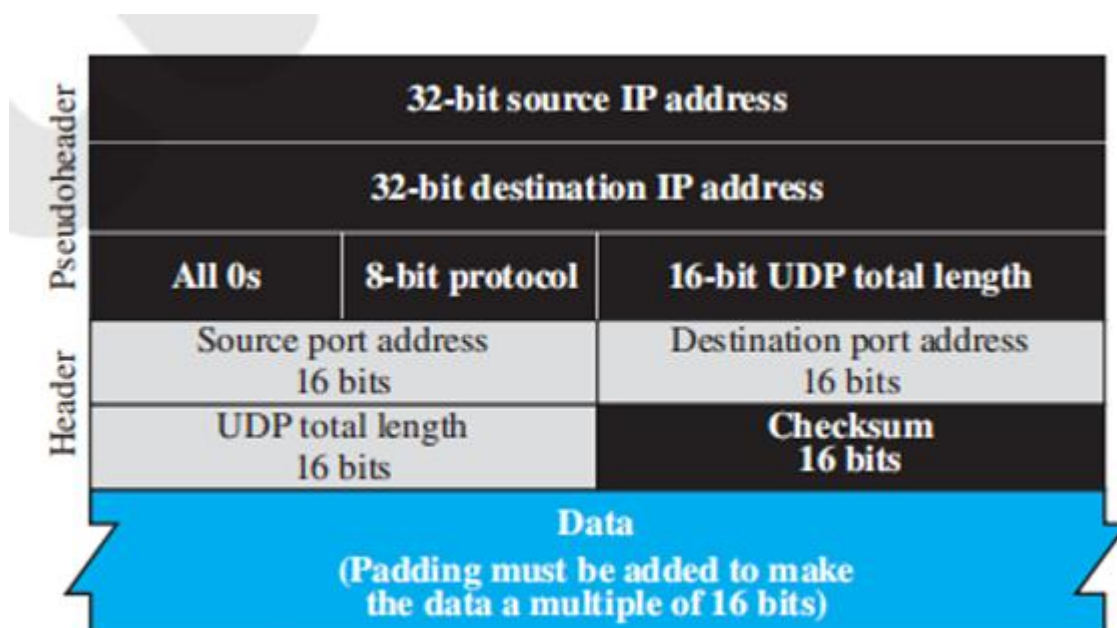 Pseudoheader
32-bit source IP address
32-bit destination IP address
All 0s 8-bit protocol 16-bit UDP total length
Header
Source port address Destination port address
16 bits 16 bits
UDP total length Checksum
16 bits 16 bits
Data
(Padding must be added to make
the data a multiple of 16 bits)